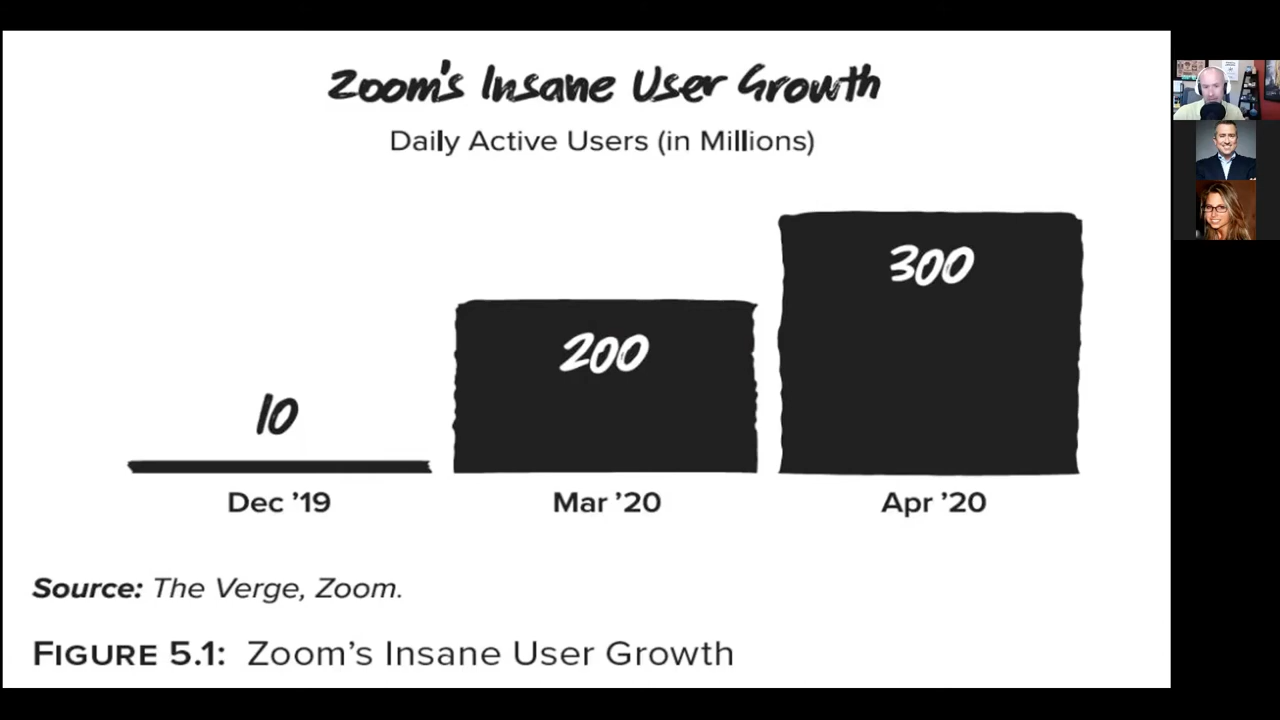 Zoom's Insane User Growth
Daily Active Users (in Millions)
10
200
300
Dec ’19
Mar ’20
Apr ’20
Source: The Verge, Zoom.
FIGURE 5.1: Zoom’s Insane User Growth